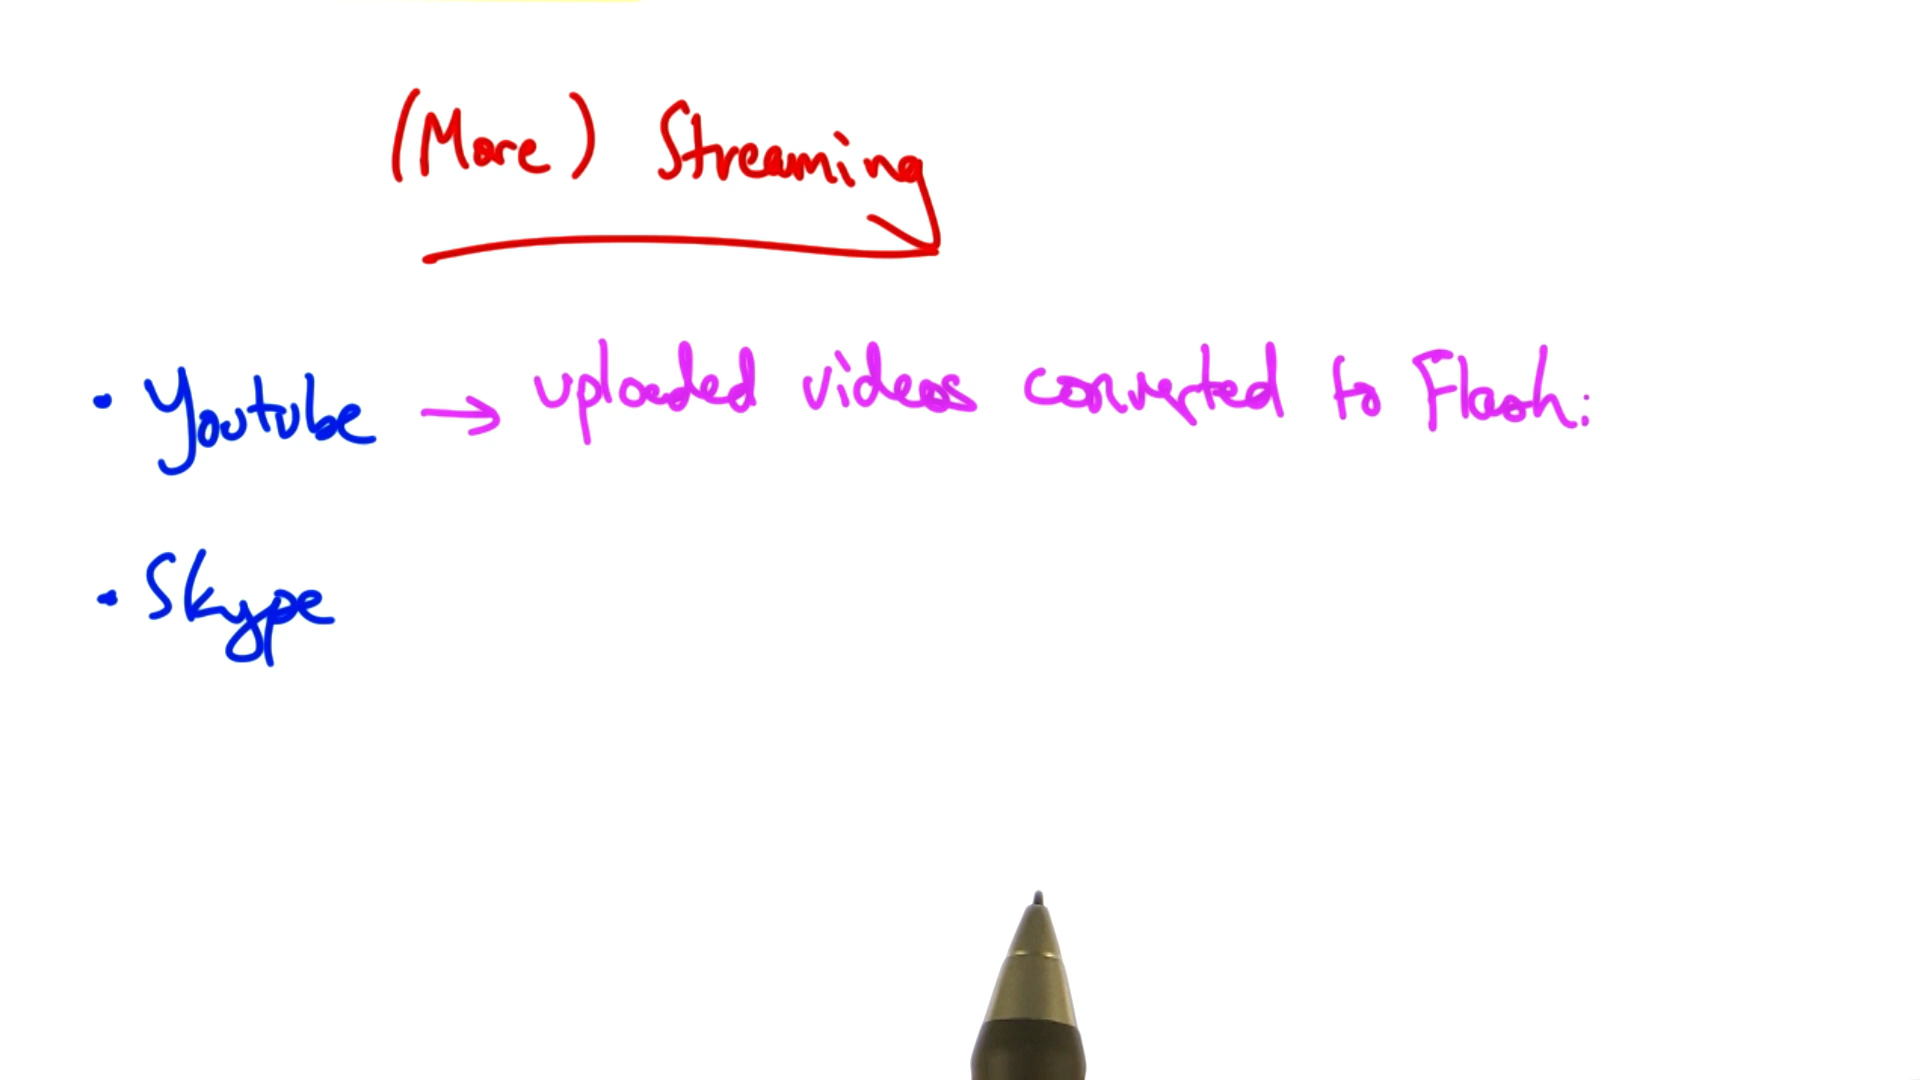 (More) Streaming
• Youtube → uploaded videos converted to Flash:
• Skype